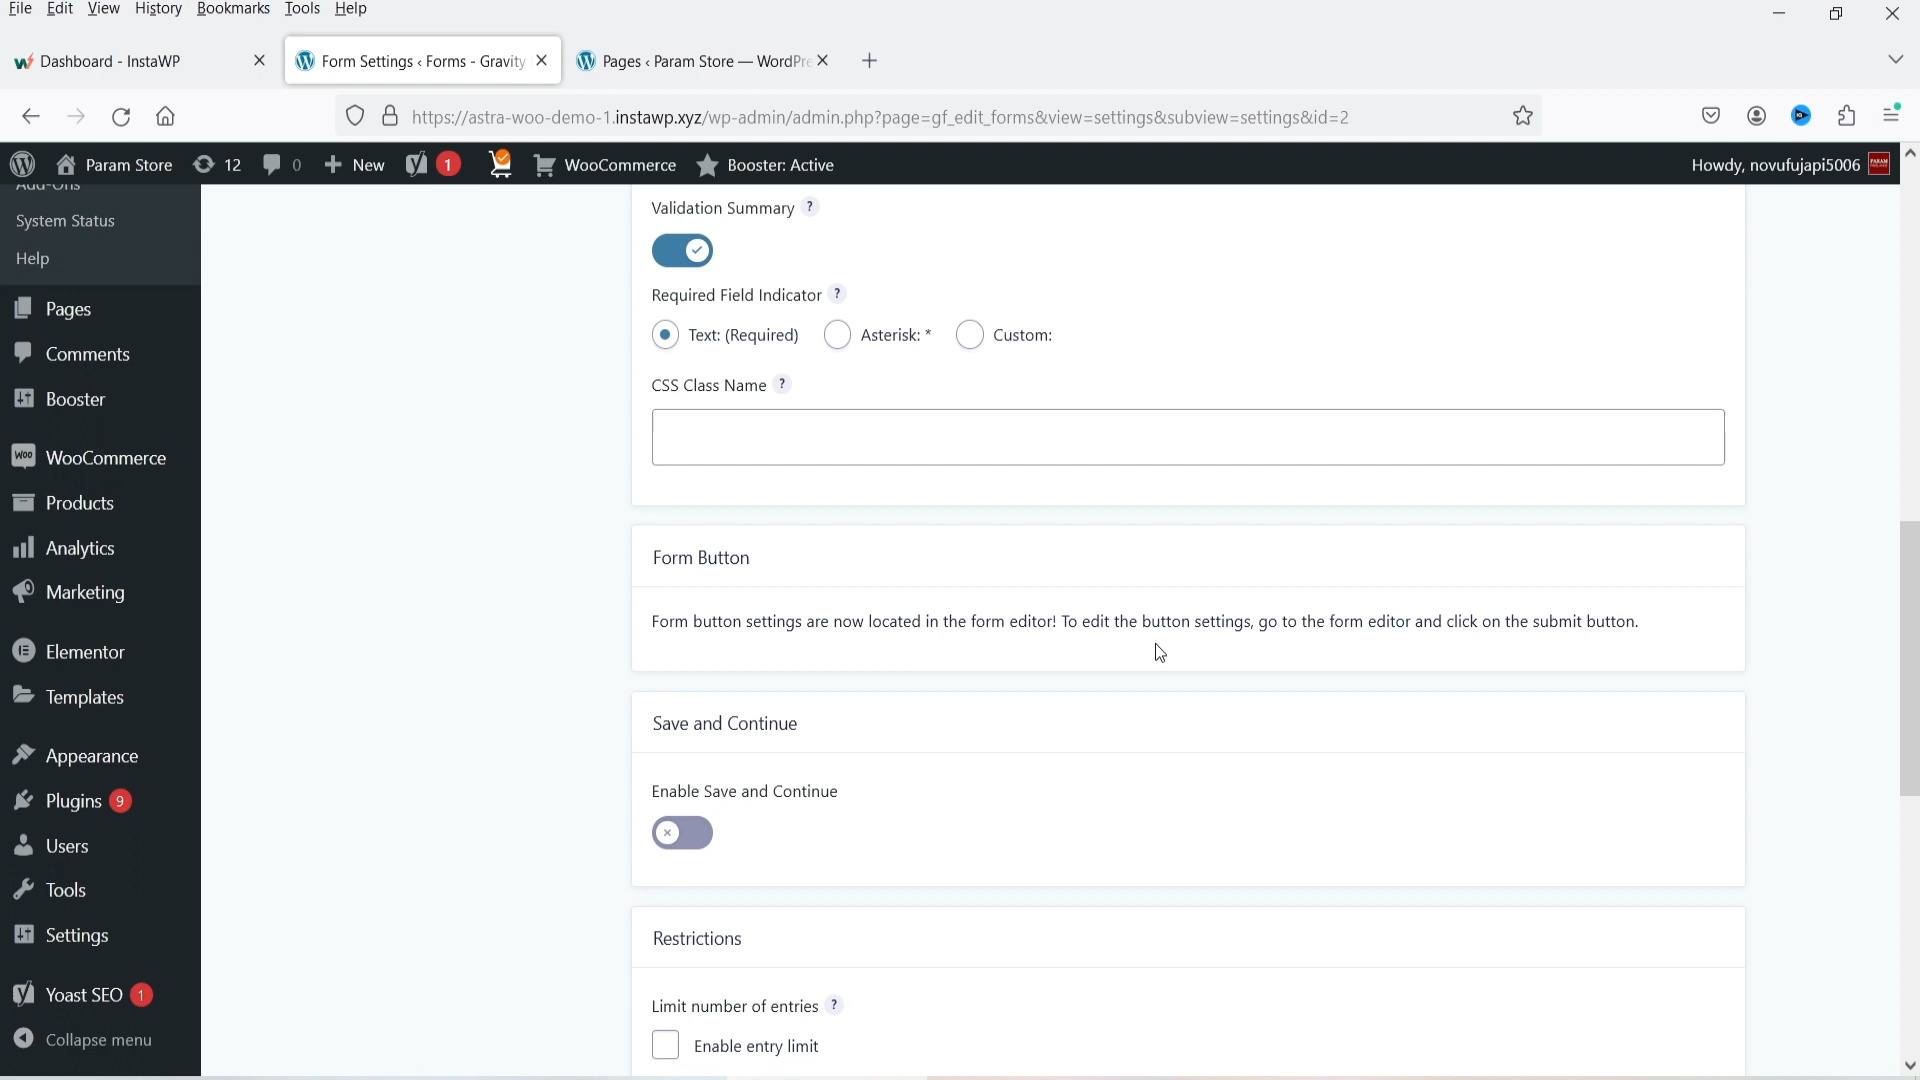 File Edit View History Bookmarks Tools Help
Dashboard - InstaWP
Form Settings ‹ Forms - Gravity
Pages ‹ Param Store — WordPre
https://astra-woo-demo-1.instawp.xyz/wp-admin/admin.php?page=gf_edit_forms&view=settings&subview=settings&id=2
Param Store 12 0 New 1 WooCommerce Booster: Active Howdy, novufujapi5006
Add-Ons
System Status
Help
Pages
Comments
Booster
WooCommerce
Products
Analytics
Marketing
Elementor
Templates
Appearance
Plugins 9
Users
Tools
Settings
Yoast SEO 1
Collapse menu
Validation Summary ?
Required Field Indicator ?
Text: (Required) Asterisk: * Custom:
CSS Class Name ?
Form Button
Form button settings are now located in the form editor! To edit the button settings, go to the form editor and click on the submit button.
Save and Continue
Enable Save and Continue
Restrictions
Limit number of entries ?
Enable entry limit